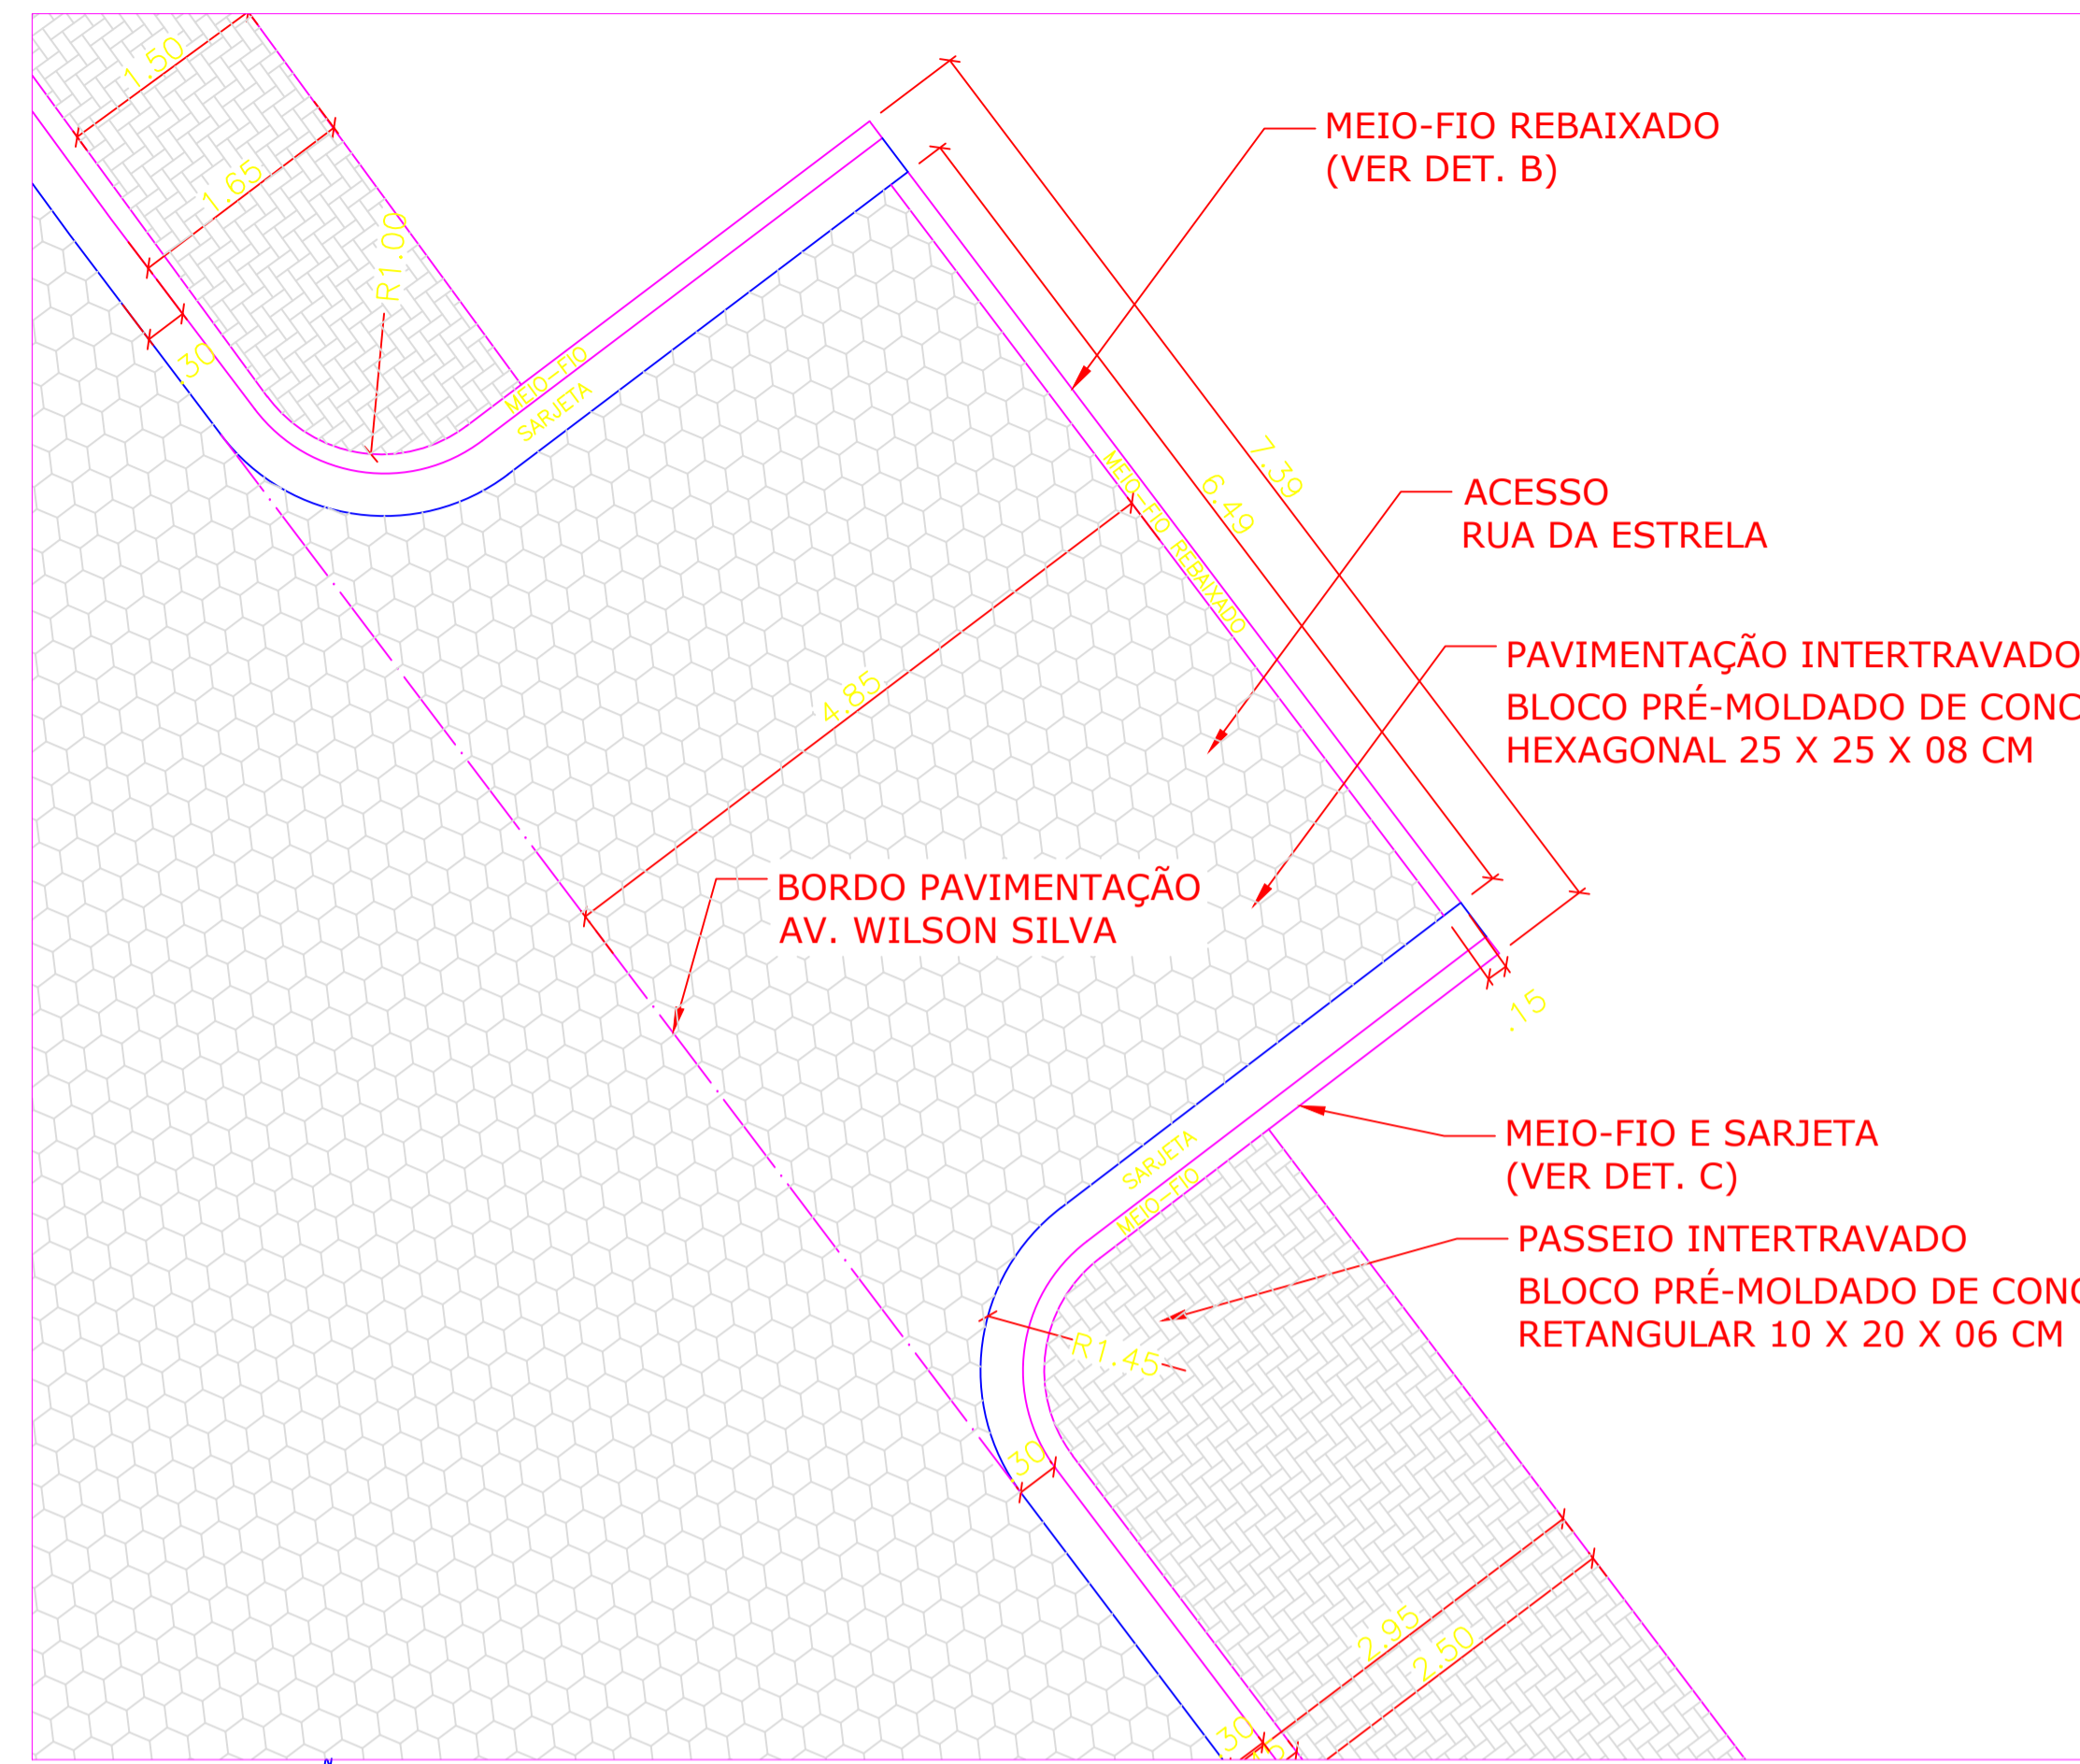 1.50
1.65
R1.00
.30
MEIO-FIO
SARJETA
MEIO-FIO REBAIXADO
(VER DET. B)
7.39
6.49
MEIO-FIO REBAIXADO
ACESSO
RUA DA ESTRELA
PAVIMENTAÇÃO INTERTRAVADO
BLOCO PRÉ-MOLDADO DE CONC
HEXAGONAL 25 X 25 X 08 CM
4.85
BORDO PAVIMENTAÇÃO
AV. WILSON SILVA
.15
MEIO-FIO E SARJETA
(VER DET. C)
SARJETA
MEIO-FIO
PASSEIO INTERTRAVADO
BLOCO PRÉ-MOLDADO DE CONC
RETANGULAR 10 X 20 X 06 CM
R1.45
.30
2.95
2.50
.30